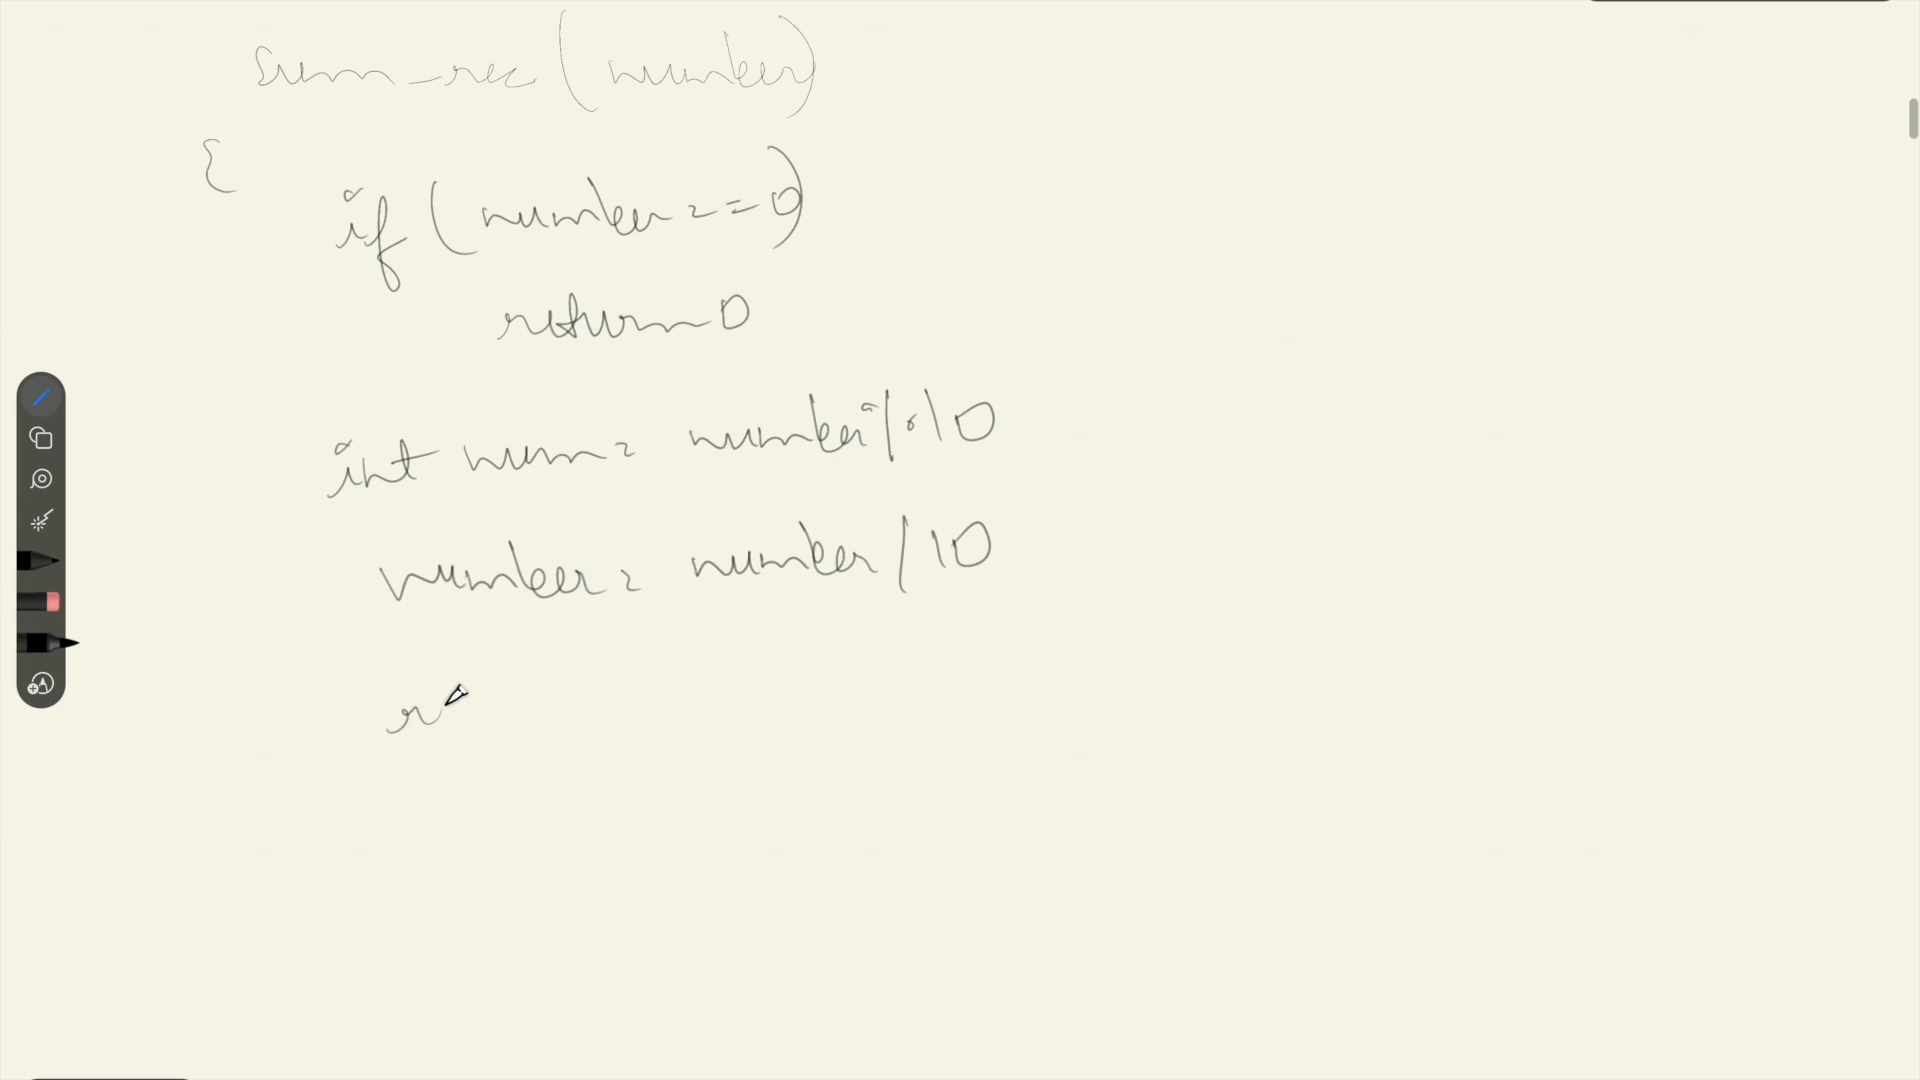 sum_rec (number)
{
if (number == 0)
return 0
int num = number % 10
number = number / 10
r